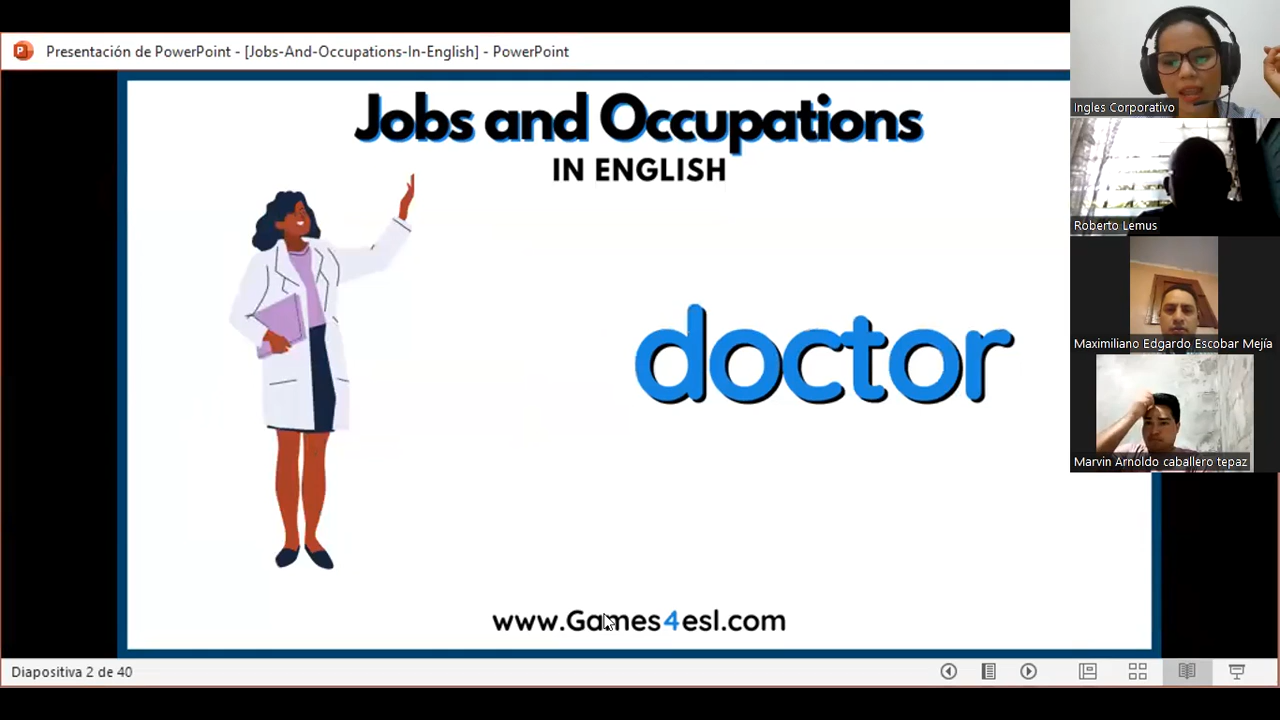 Presentación de PowerPoint - [Jobs-And-Occupations-In-English] - PowerPoint
Jobs and Occupations
IN ENGLISH
doctor
www.Games4esl.com
Diapositiva 2 de 40
Ingles Corporativo
Roberto Lemus
Maximiliano Edgardo Escobar Mejía
Marvin Arnoldo caballero tepaz